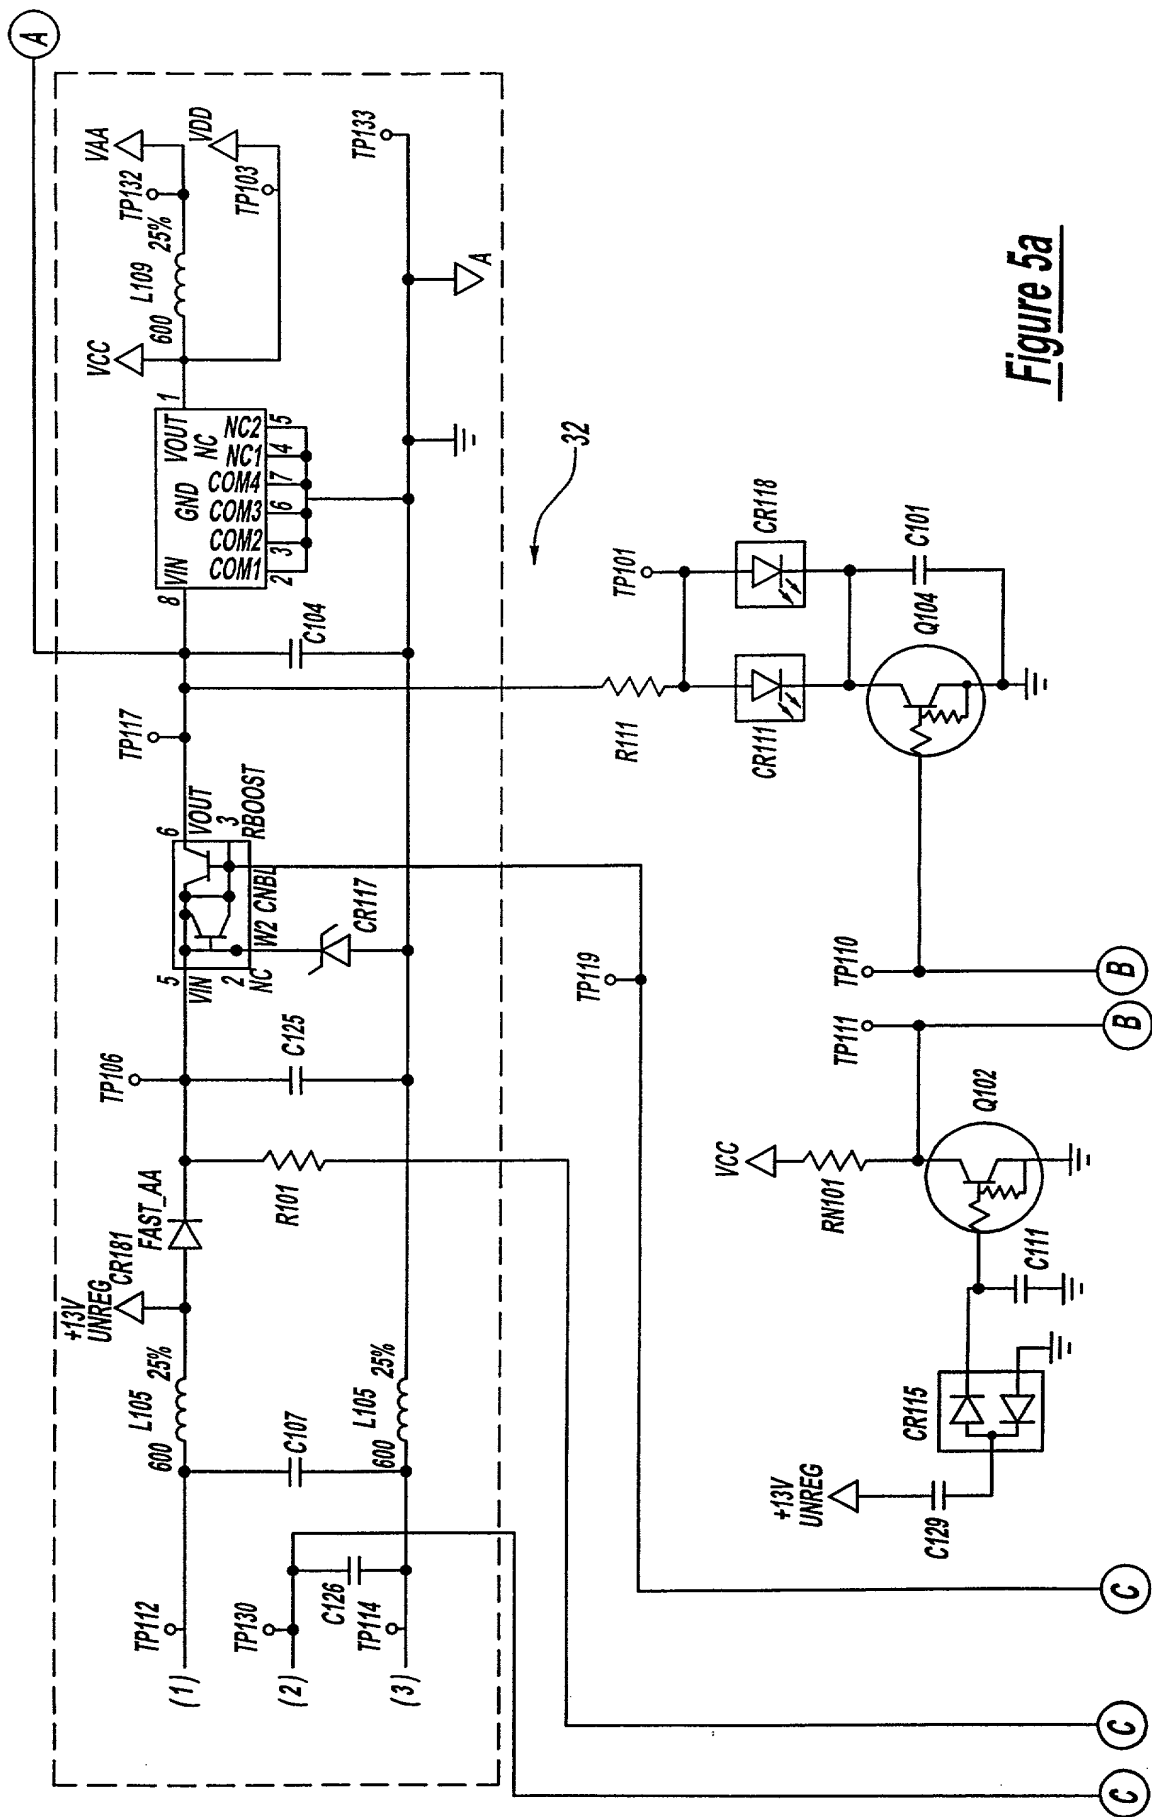 A
VAA
TP132
VDD
TP103
25%
L109
600
VCC
TP133
A
1
VOUT
NC
GND
VIN
8
NC2
NC1
COM4
COM3
COM2
COM1
5
4
7
6
3
2
C104
TP117
6
VOUT
3
RBOOST
W2 CNBL
5
VIN
2
NC
CR117
TP106
C125
FAST_AA
CR181
R101
+13V
UNREG
25%
L105
600
C107
25%
L105
600
TP112
TP130
C126
TP114
(1)
(2)
(3)
32
TP101
CR118
R111
CR111
C101
Q104
TP119
TP110
TP111
B
B
VCC
RN101
Q102
C111
CR115
+13V
UNREG
C129
C
C
C
Figure 5a